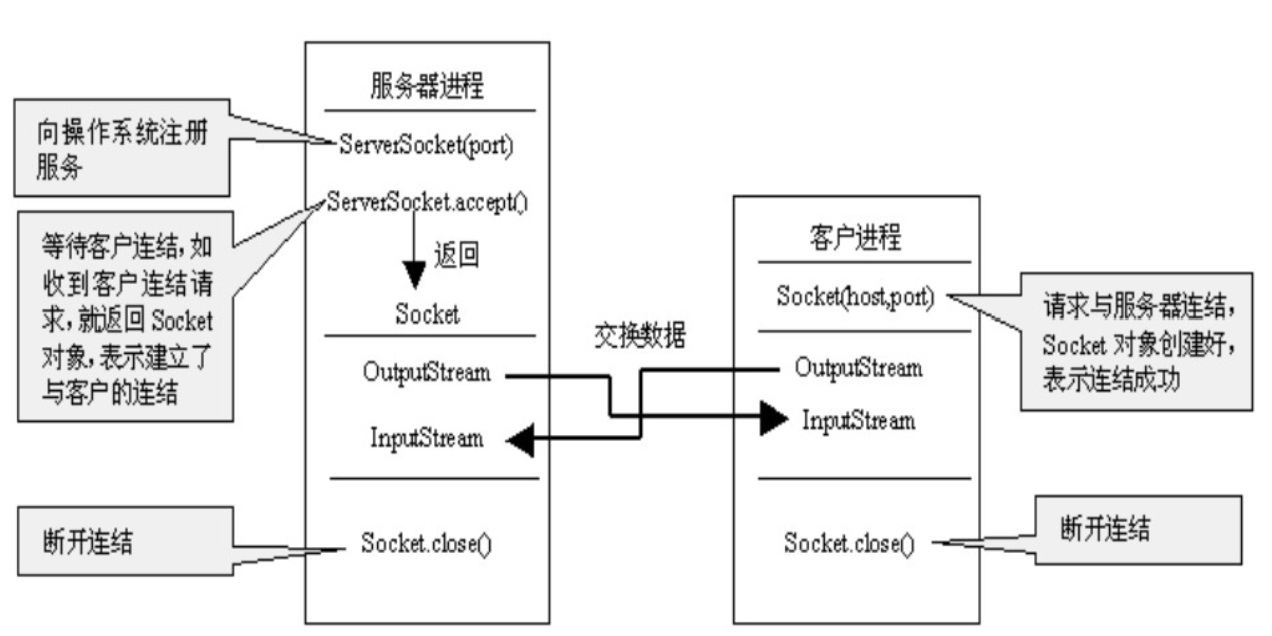 服务器进程
向操作系统注册
服务
ServerSocket(port)
ServerSocket.accept()
等待客户连结,如
收到客户连结请
求,就返回 Socket
对象,表示建立了
与客户的连结
返回
Socket
OutputStream
InputStream
断开连结
Socket.close()
交换数据
客户进程
Socket(host,port)
请求与服务器连结,
Socket 对象创建好,
表示连结成功
OutputStream
InputStream
Socket.close()
断开连结